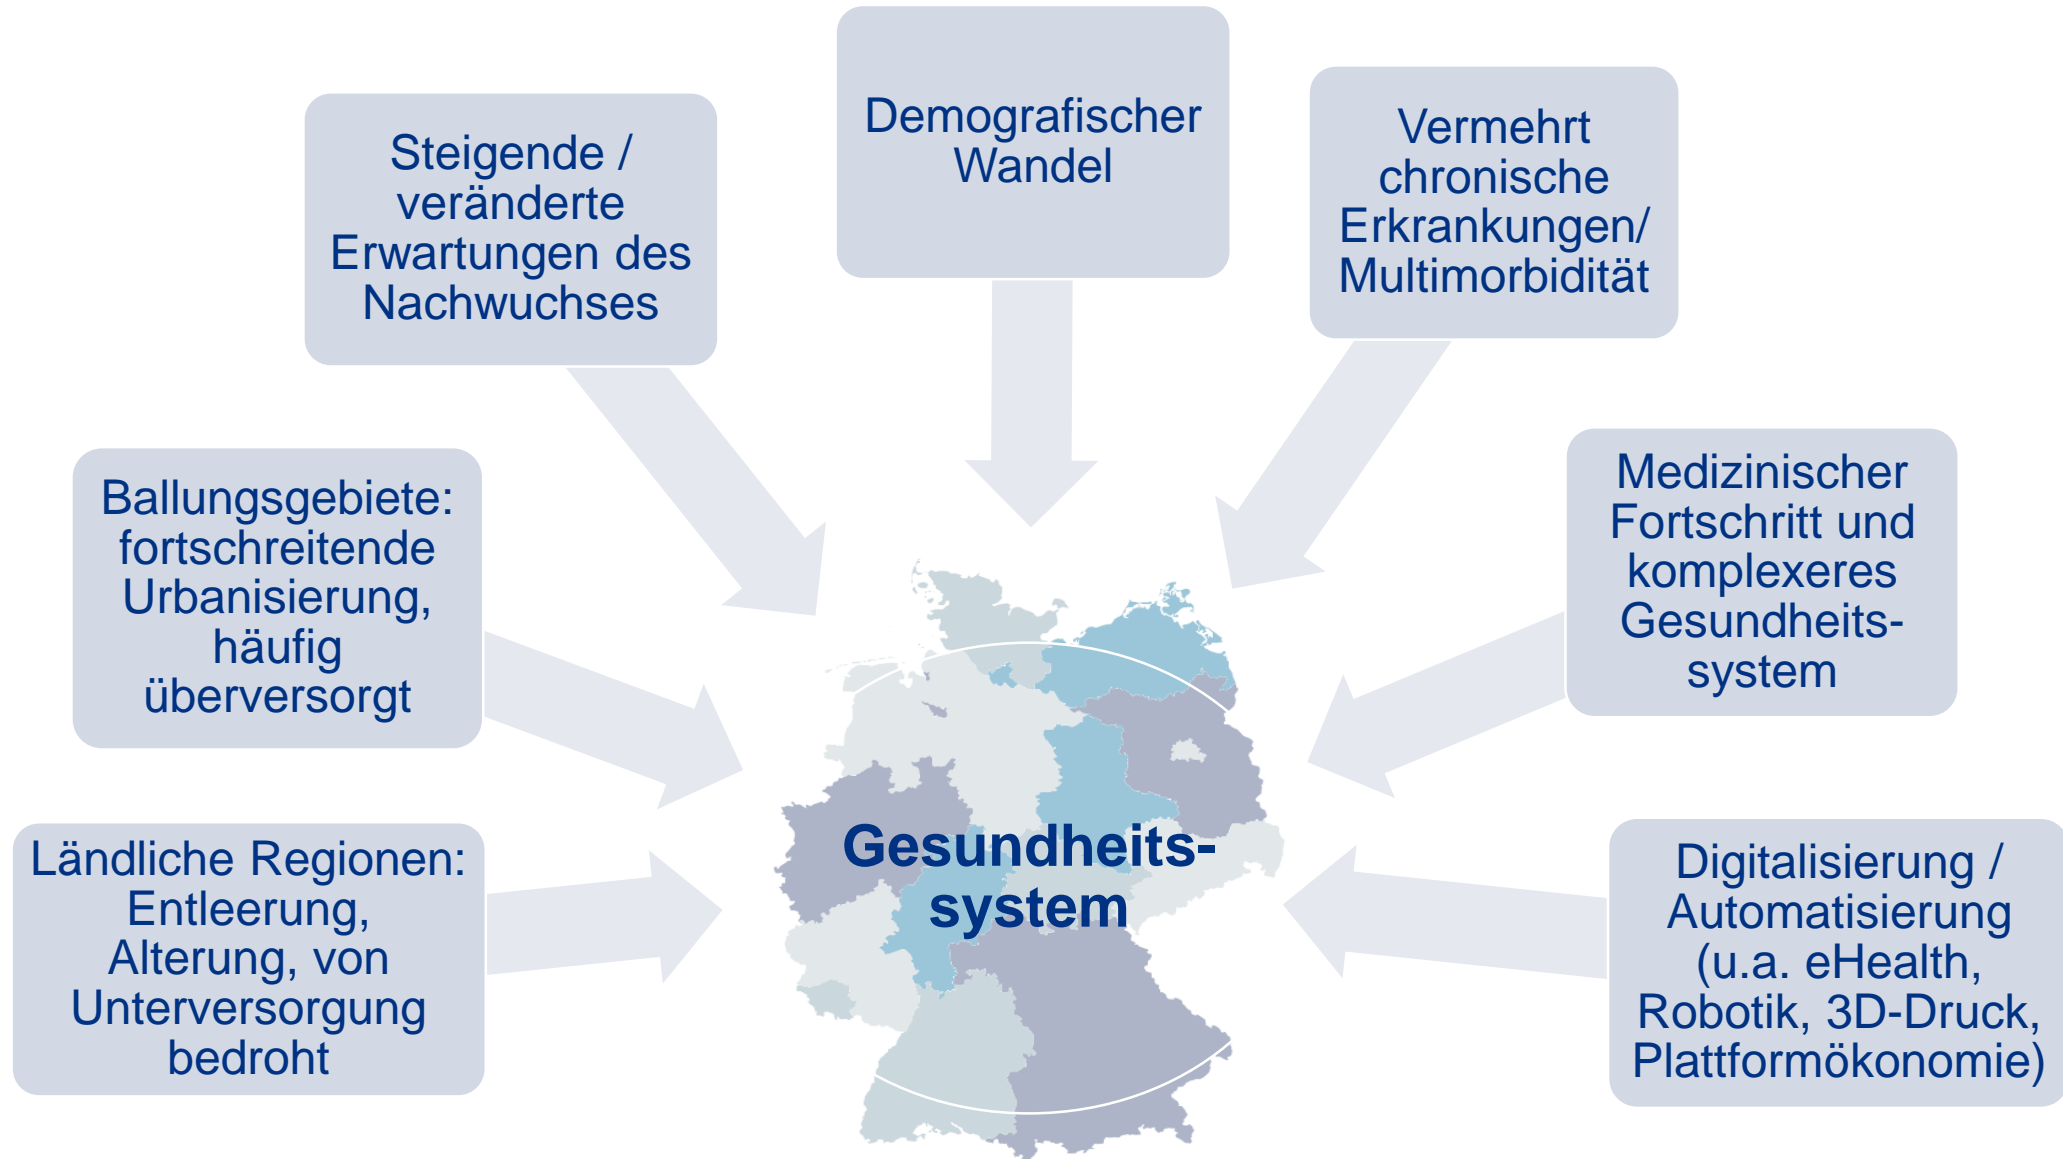 Demografischer
Wandel
Steigende /
veränderte
Erwartungen des
Nachwuchses
Vermehrt
chronische
Erkrankungen/
Multimorbidität
Ballungsgebiete:
fortschreitende
Urbanisierung,
häufig
überversorgt
Medizinischer
Fortschritt und
komplexeres
Gesundheits-
system
Ländliche Regionen:
Entleerung,
Alterung, von
Unterversorgung
bedroht
Gesundheits-
system
Digitalisierung /
Automatisierung
(u.a. eHealth,
Robotik, 3D-Druck,
Plattformökonomie)